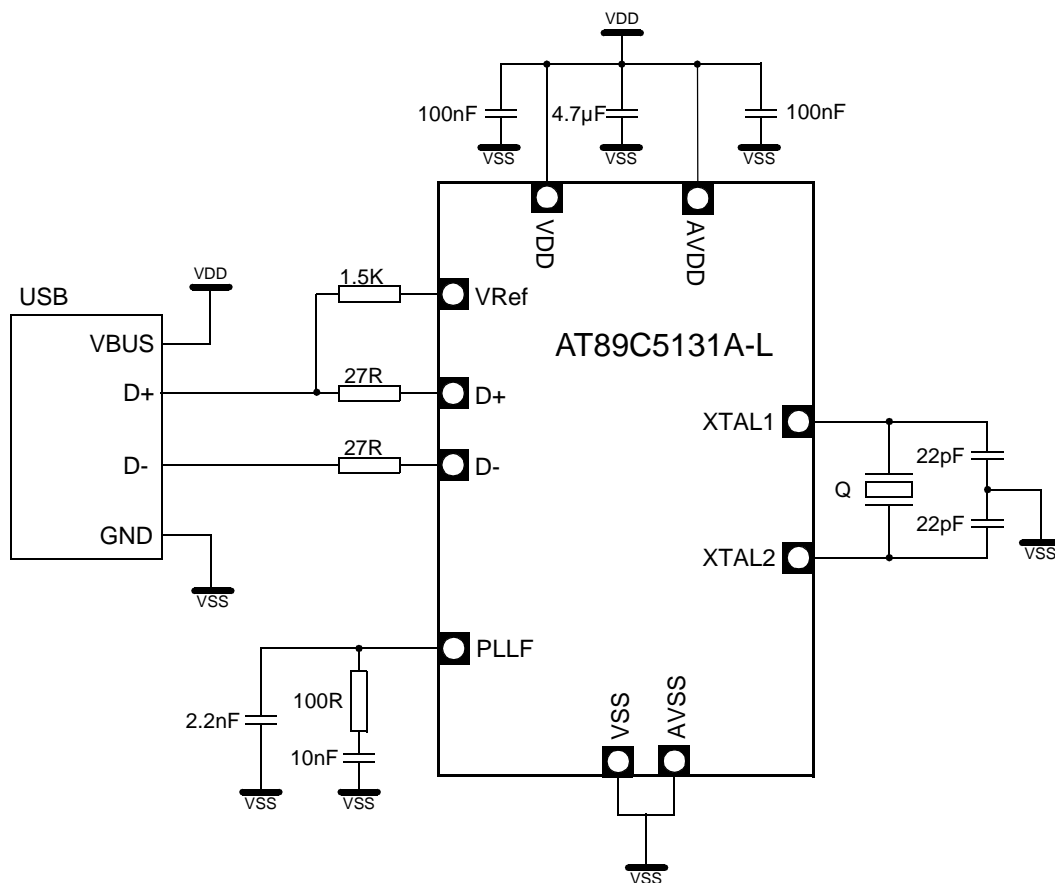 VDD
100nF
4.7µF
100nF
VSS
VSS
VSS
VDD
AVDD
VDD
1.5K
VRef
USB
VBUS
AT89C5131A-L
D+
27R
D+
XTAL1
D-
27R
D-
22pF
Q
22pF
GND
VSS
XTAL2
VSS
PLLF
100R
2.2nF
10nF
VSS
AVSS
VSS
VSS
VSS